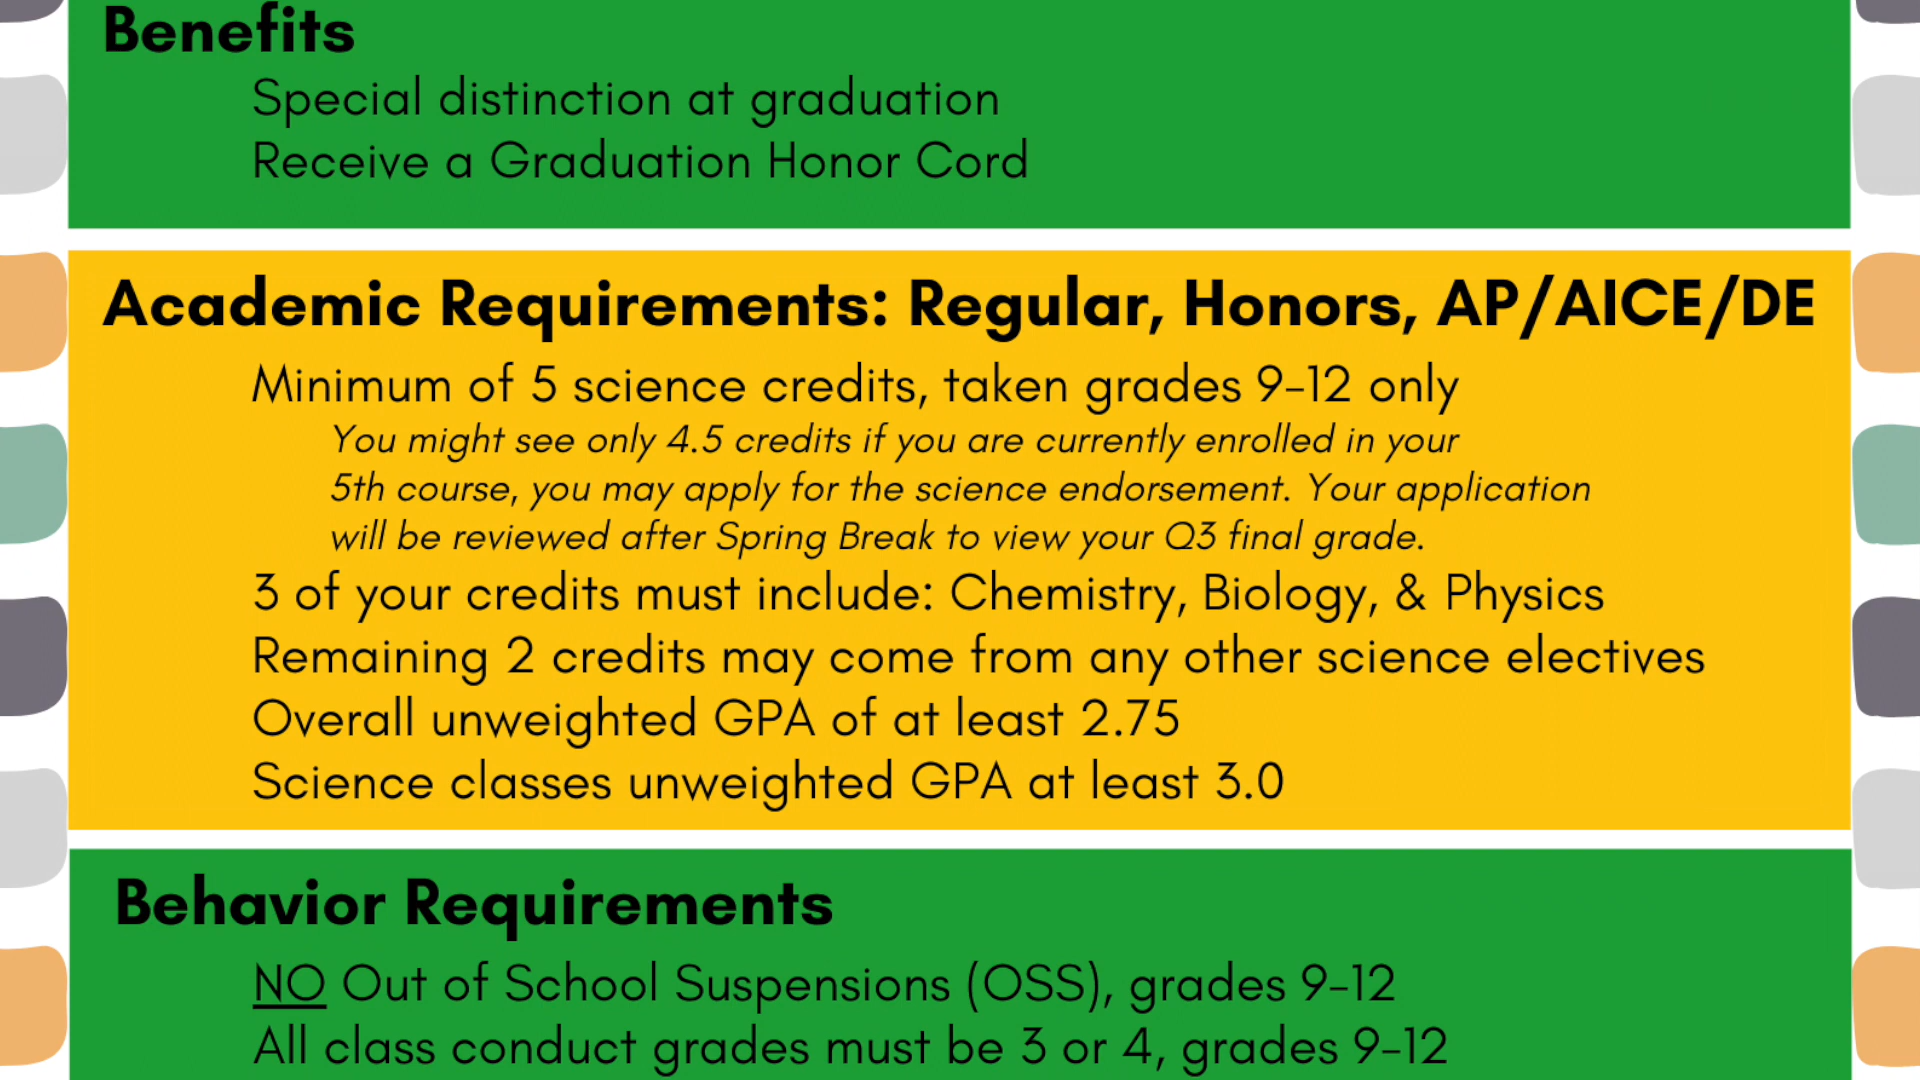 Benefits
Special distinction at graduation
Receive a Graduation Honor Cord
Academic Requirements: Regular, Honors, AP/AICE/DE
Minimum of 5 science credits, taken grades 9-12 only
You might see only 4.5 credits if you are currently enrolled in your
5th course, you may apply for the science endorsement. Your application
will be reviewed after Spring Break to view your Q3 final grade.
3 of your credits must include: Chemistry, Biology, & Physics
Remaining 2 credits may come from any other science electives
Overall unweighted GPA of at least 2.75
Science classes unweighted GPA at least 3.0
Behavior Requirements
NO Out of School Suspensions (OSS), grades 9-12
All class conduct grades must be 3 or 4, grades 9-12